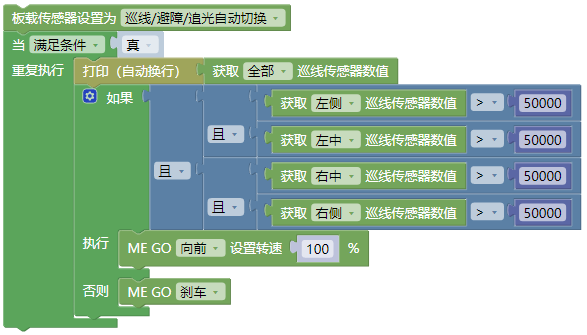 板载传感器设置为 巡线/避障/追光自动切换
当 满足条件 真
重复执行 打印（自动换行） 获取 全部 巡线传感器数值
如果
获取 左侧 巡线传感器数值 > 50000
且
获取 左中 巡线传感器数值 > 50000
且
获取 右中 巡线传感器数值 > 50000
且
获取 右侧 巡线传感器数值 > 50000
执行 ME GO 向前 设置转速 100 %
否则 ME GO 刹车